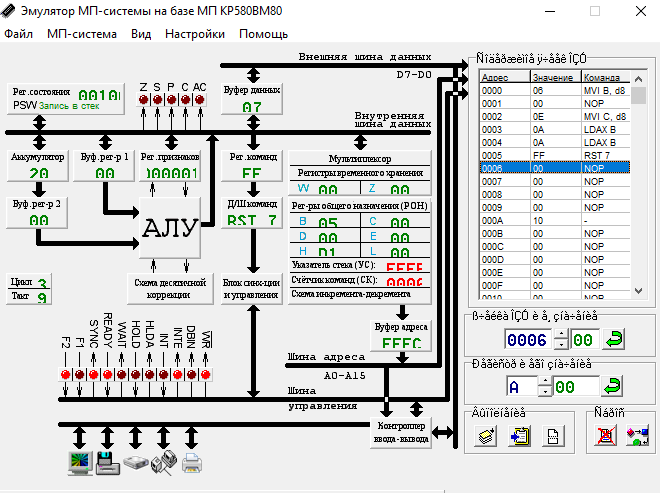 Эмулятор МП-системы на базе МП КР580ВМ80
Файл МП-система Вид Настройки Помощь
Внешняя шина данных
D7-D0
Рег.состояния
PSW Запись в стек
Z S P C AC
Буфер данных
07
Внутренняя
шина данных
Аккумулятор
20
Буф.рег-р 1
00
Рег.признаков
Рег.команд
FF
Мультиплексор
Регистры временного хранения
W 00 Z 00
Буф.рег-р 2
00
АЛУ
Д/Ш команд
RST 7
Рег-ры общего назначения (РОН)
B 05 C 00
D 00 E 00
H D1 L 00
Указатель стека (УС):
Счётчик команд (СК):
Схема инкремента-декремента
Цикл 3
Такт 9
Схема десятичной
коррекции
Блок синх-ции
и управления
Буфер адреса
F2 F1 SYNC READY WAIT HOLD HLDA INT INTE DBIN WR
Шина адреса
A0-A15
Шина
управления
Контроллер
ввода-вывода
Ñîäåðæèìîå ÿ÷ååê ÎÇÓ
Адрес Значение Команда
0000 06 MVI B, d8
0001 00 NOP
0002 0E MVI C, d8
0003 0A LDAX B
0004 0A LDAX B
0005 FF RST 7
0006 00 NOP
0007 00 NOP
0008 00 NOP
0009 00 NOP
000A 10 -
000B 00 NOP
000C 00 NOP
000D 00 NOP
000E 00 NOP
000F 00 NOP
0010 00 NOP
ß÷åéêà ÎÇÓ è å¸ çíà÷åíèå
0006 00
Ðåãèñòð è åãî çíà÷åíèå
A 00
Âûïîëíåíèå
Ñáðîñ